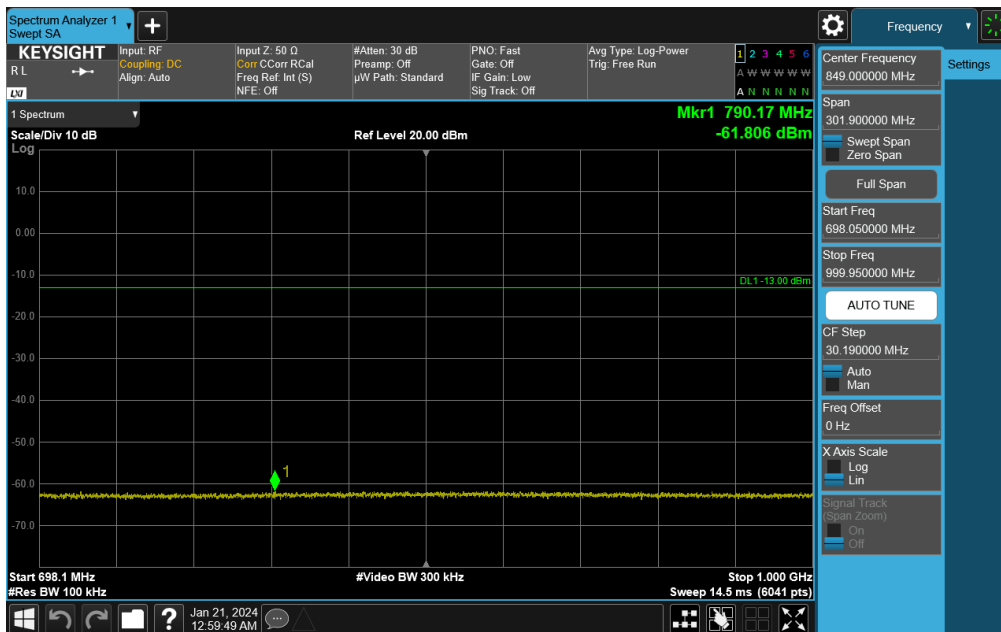 Spectrum Analyzer 1
Swept SA
Frequency
KEYSIGHT
R L
LXI
Input: RF
Coupling: DC
Align: Auto
Input Z: 50 Ω
Corr CCorr RCal
Freq Ref: Int (S)
NFE: Off
#Atten: 30 dB
Preamp: Off
µW Path: Standard
PNO: Fast
Gate: Off
IF Gain: Low
Sig Track: Off
Avg Type: Log-Power
Trig: Free Run
1 2 3 4 5 6
A W W W W W
A N N N N N
Center Frequency
849.000000 MHz
Settings
Span
301.900000 MHz
Swept Span
Zero Span
Full Span
Start Freq
698.050000 MHz
Stop Freq
999.950000 MHz
AUTO TUNE
CF Step
30.190000 MHz
Auto
Man
Freq Offset
0 Hz
X Axis Scale
Log
Lin
Signal Track
(Span Zoom)
On
Off
1 Spectrum
Scale/Div 10 dB
Log
Ref Level 20.00 dBm
Mkr1 790.17 MHz
-61.806 dBm
10.0
0.00
-10.0
DL1 -13.00 dBm
-20.0
-30.0
-40.0
-50.0
1
-60.0
-70.0
Start 698.1 MHz
#Video BW 300 kHz
Stop 1.000 GHz
#Res BW 100 kHz
Sweep 14.5 ms (6041 pts)
?
Jan 21, 2024
12:59:49 AM